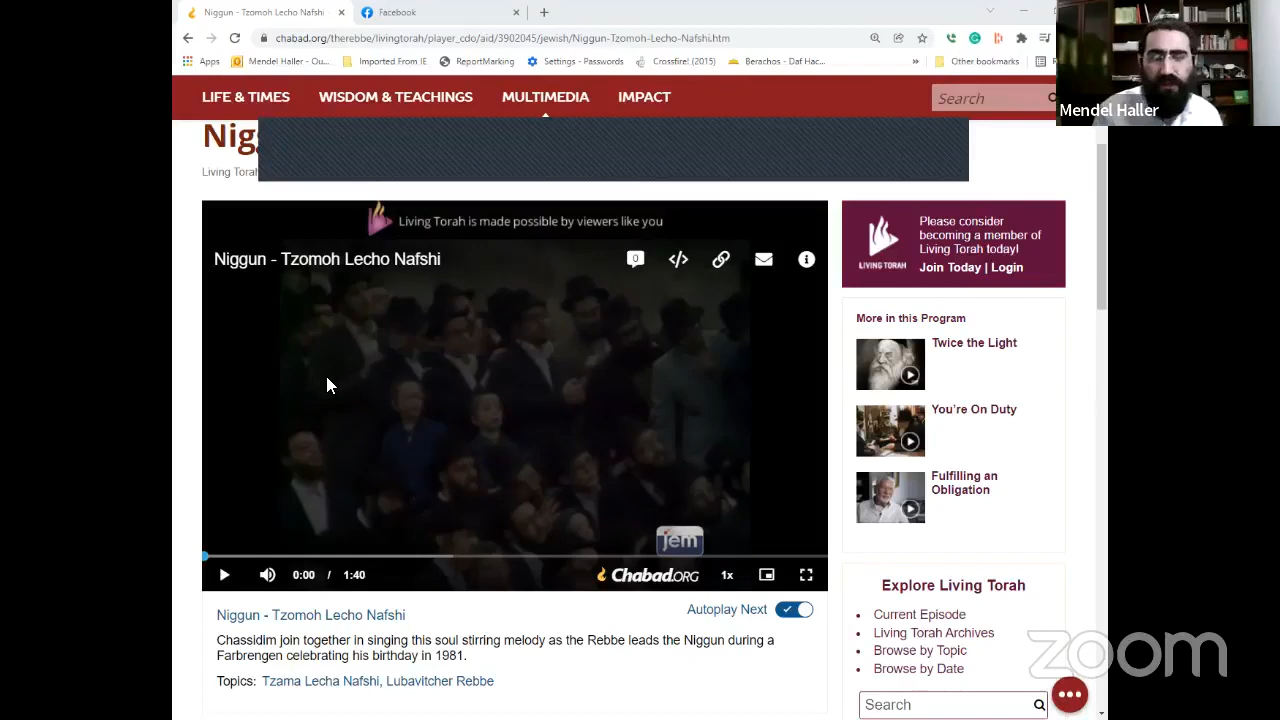 Niggun - Tzomoh Lecho Nafshi -
Facebook
chabad.org/therebbe/livingtorah/player_cdo/aid/3902045/jewish/Niggun-Tzomoh-Lecho-Nafshi.htm
Apps
Mendel Haller - Ou...
Imported From IE
ReportMarking
Settings - Passwords
Crossfire! (2015)
Berachos - Daf Hac...
»
Other bookmarks
LIFE & TIMES
WISDOM & TEACHINGS
MULTIMEDIA
IMPACT
Search
Mendel Haller
Living Torah
Living Torah is made possible by viewers like you
Niggun - Tzomoh Lecho Nafshi
0
jem
0:00 / 1:40
Chabad.ORG
1x
Niggun - Tzomoh Lecho Nafshi
Autoplay Next
Chassidim join together in singing this soul stirring melody as the Rebbe leads the Niggun during a
Farbrengen celebrating his birthday in 1981.
Topics: Tzama Lecha Nafshi, Lubavitcher Rebbe
LIVING TORAH
Please consider
becoming a member of
Living Torah today!
Join Today | Login
More in this Program
Twice the Light
You're On Duty
Fulfilling an
Obligation
Explore Living Torah
• Current Episode
• Living Torah Archives
• Browse by Topic
• Browse by Date
Search
zoom